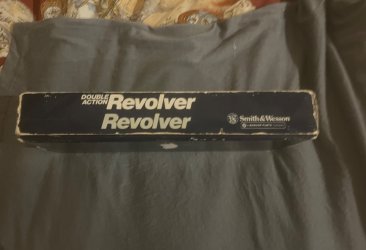 DOUBLE
ACTION Revolver
Revolver
Smith & Wesson